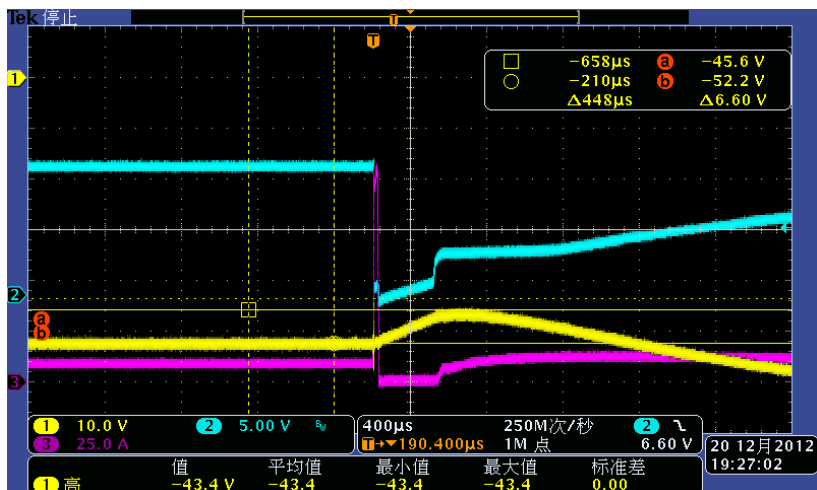 Tek 停止
T
T
1
−658µs a −45.6 V
−210µs b −52.2 V
Δ448µs Δ6.60 V
2
a
b
3
1 10.0 V 2 5.00 V BW 400µs 250M次/秒 2 6.60 V
3 25.0 A T→▼190.400µs 1M 点
20 12月2012
19:27:02
值 平均值 最小值 最大值 标准差
1 高 −43.4 V −43.4 −43.4 −43.4 0.00